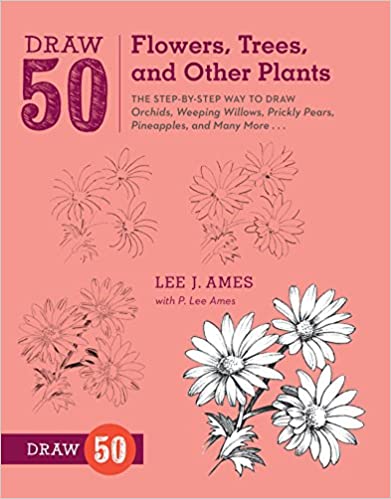 DRAW
50
Flowers, Trees,
and Other Plants
THE STEP-BY-STEP WAY TO DRAW
Orchids, Weeping Willows, Prickly Pears,
Pineapples, and Many More . . .
LEE J. AMES
with P. Lee Ames
DRAW 50